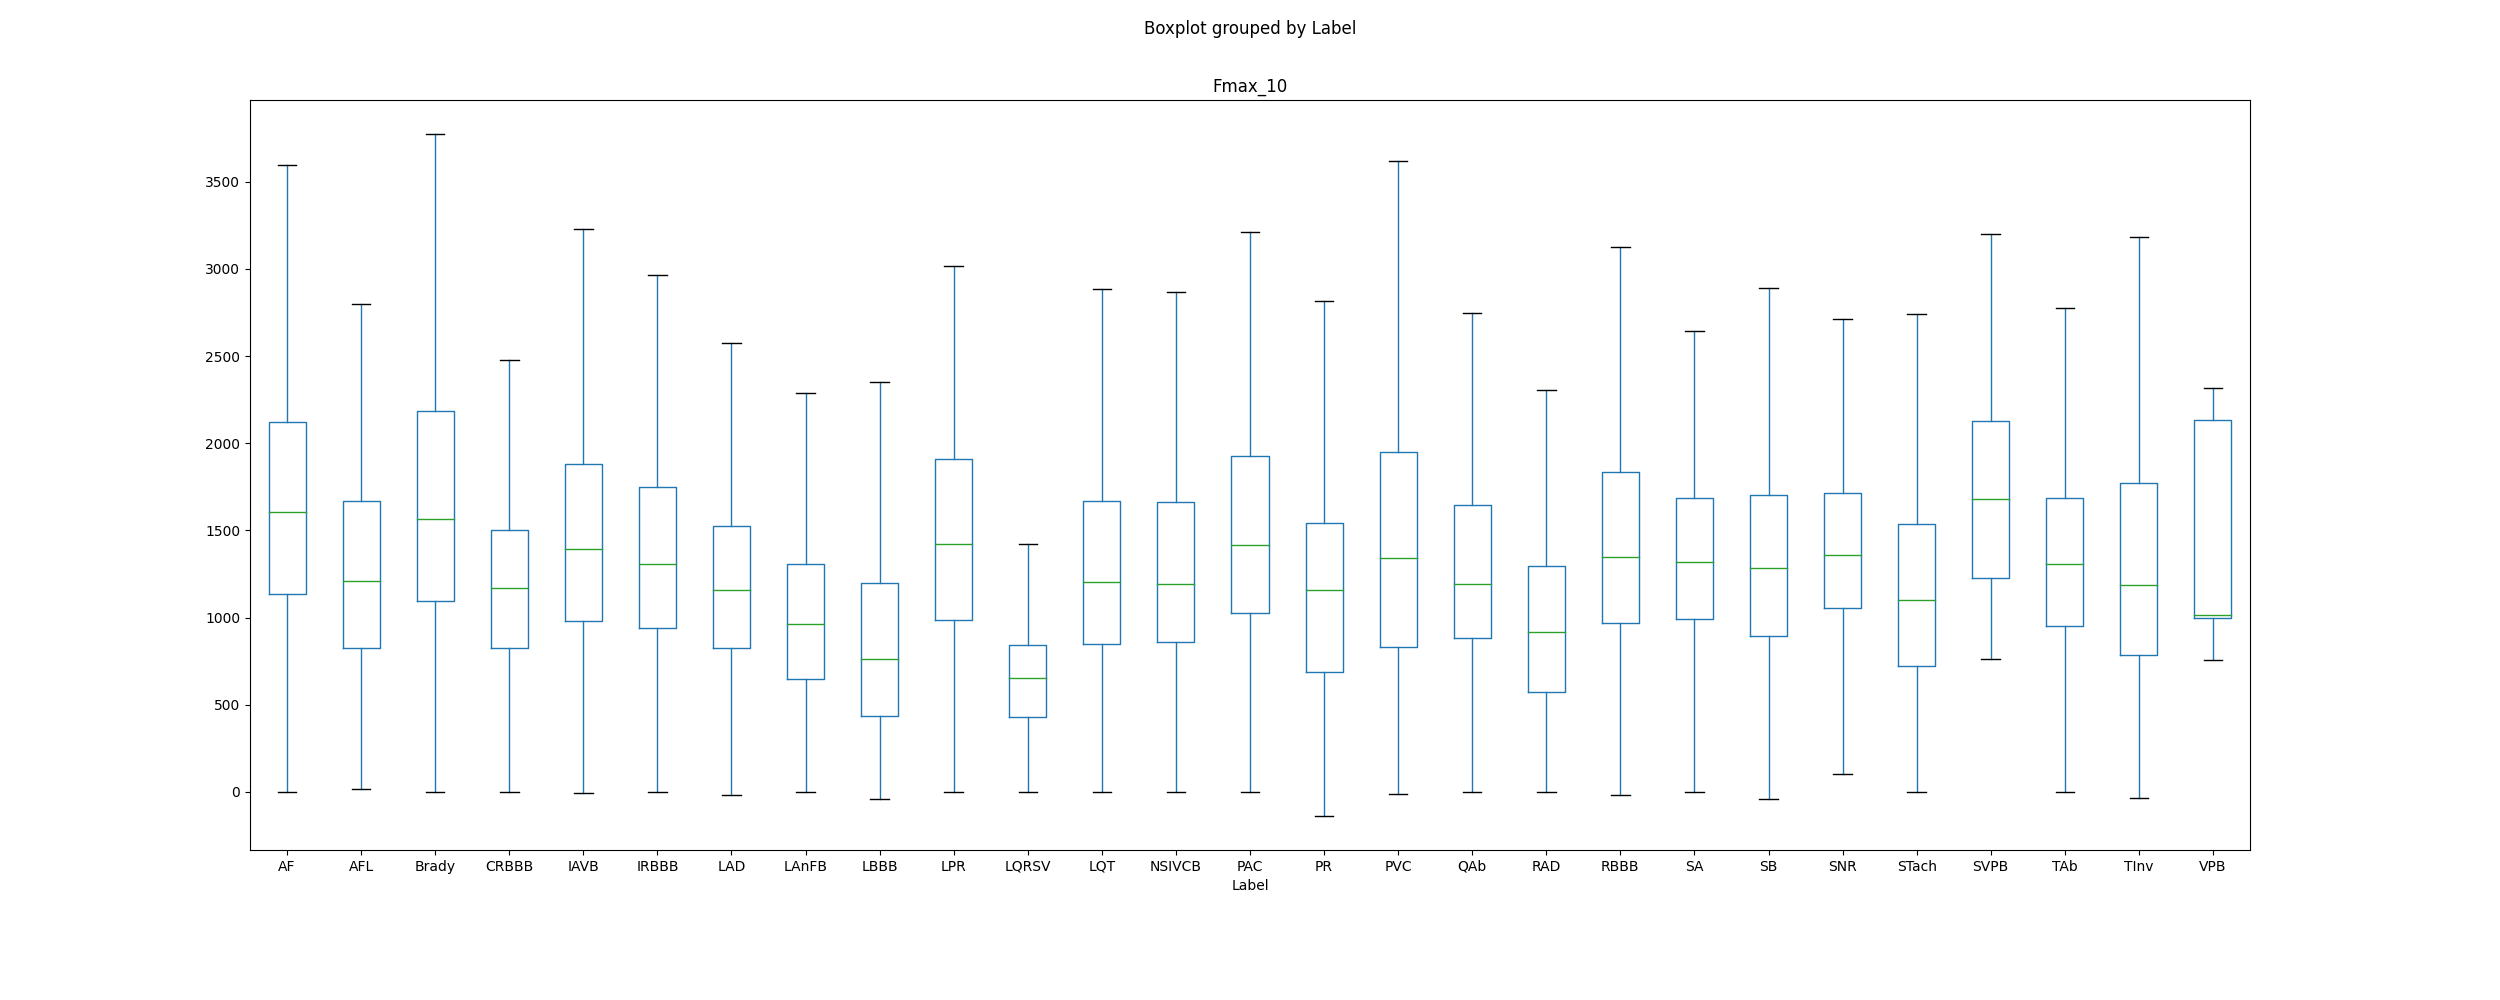 Boxplot grouped by Label
Fmax_10
3500
3000
2500
2000
1500
1000
500
0
AF AFL Brady CRBBB IAVB IRBBB LAD LAnFB LBBB LPR LQRSV LQT NSIVCB PAC PR PVC QAb RAD RBBB SA SB SNR STach SVPB TAb TInv VPB
Label